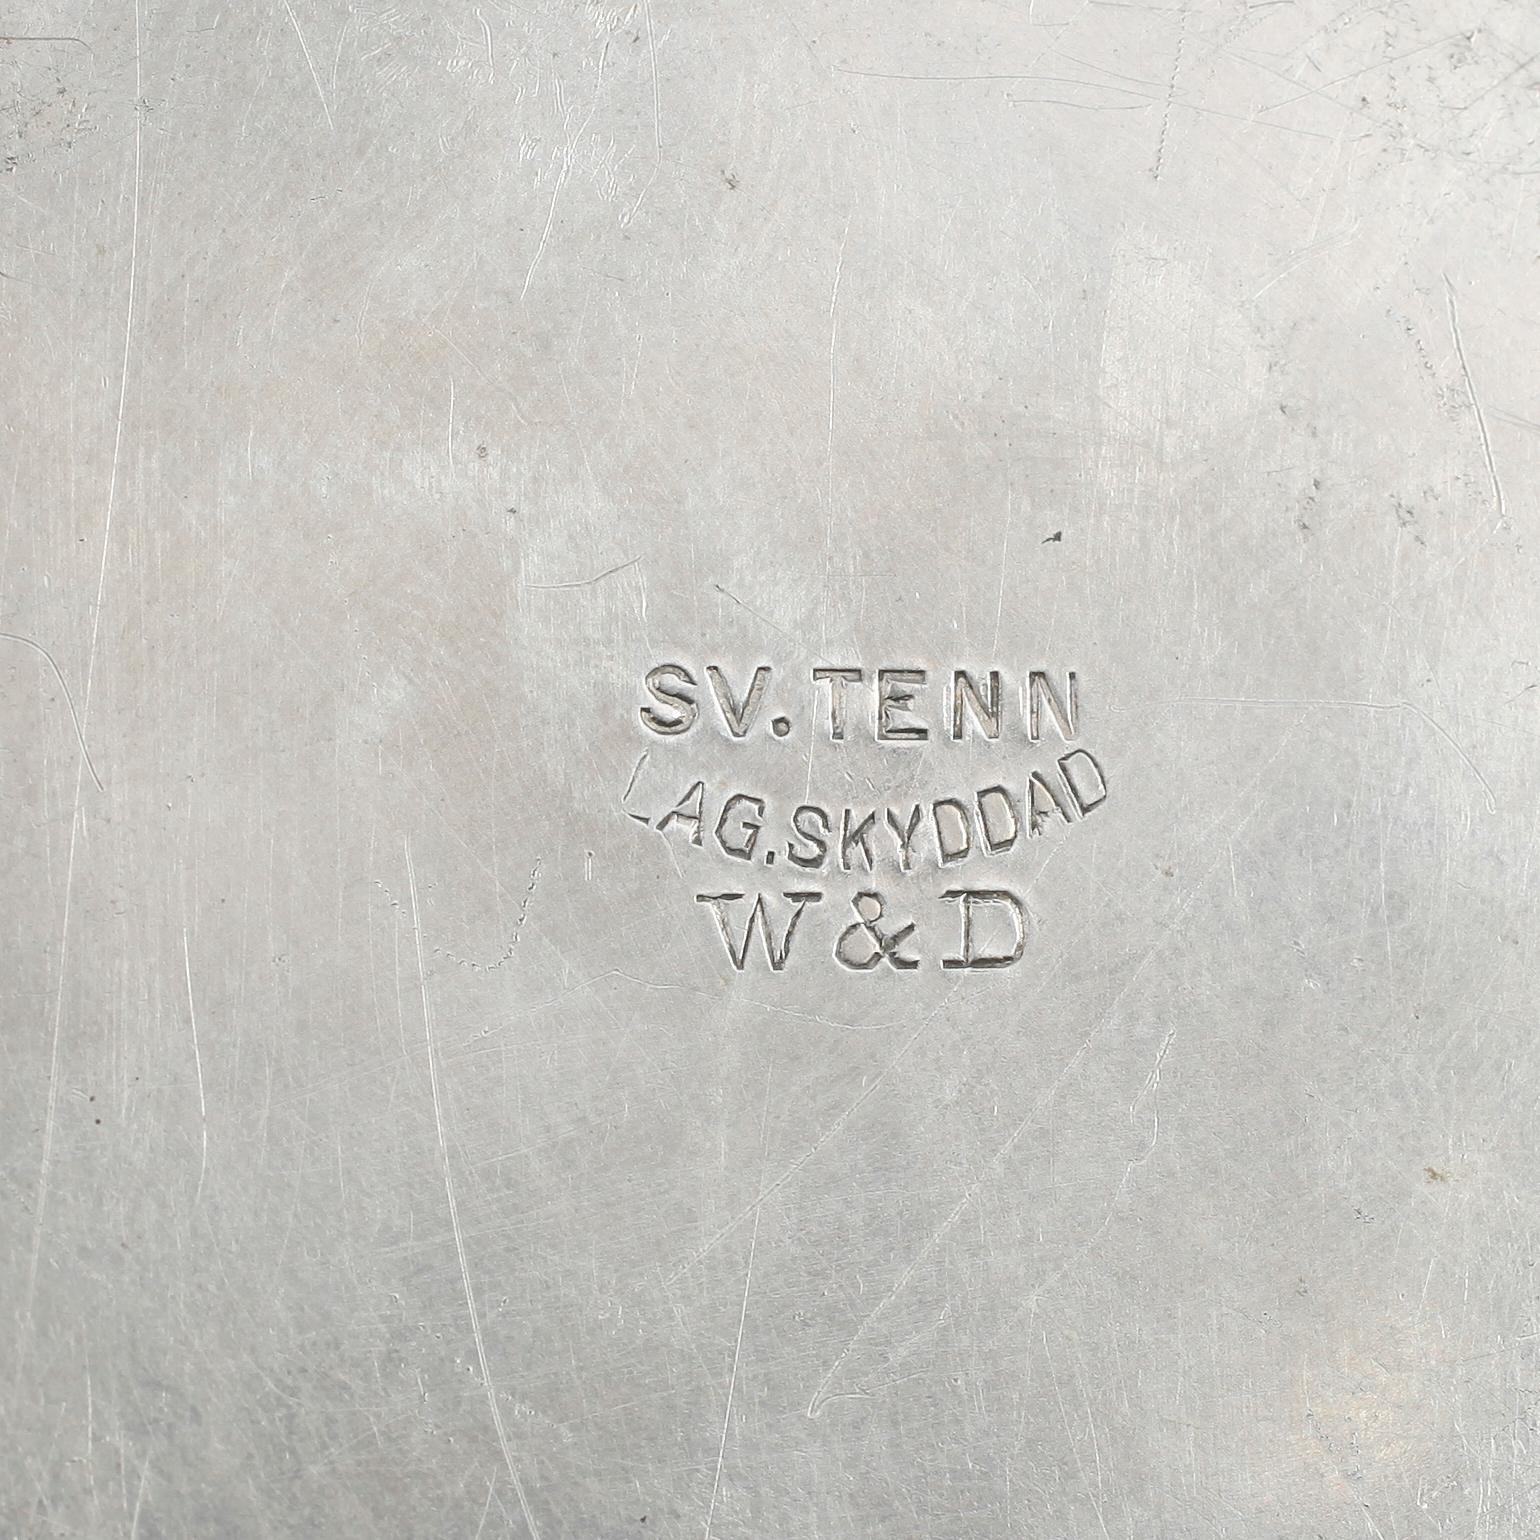 SV. TENN
LAG. SKYDDAD
W & D